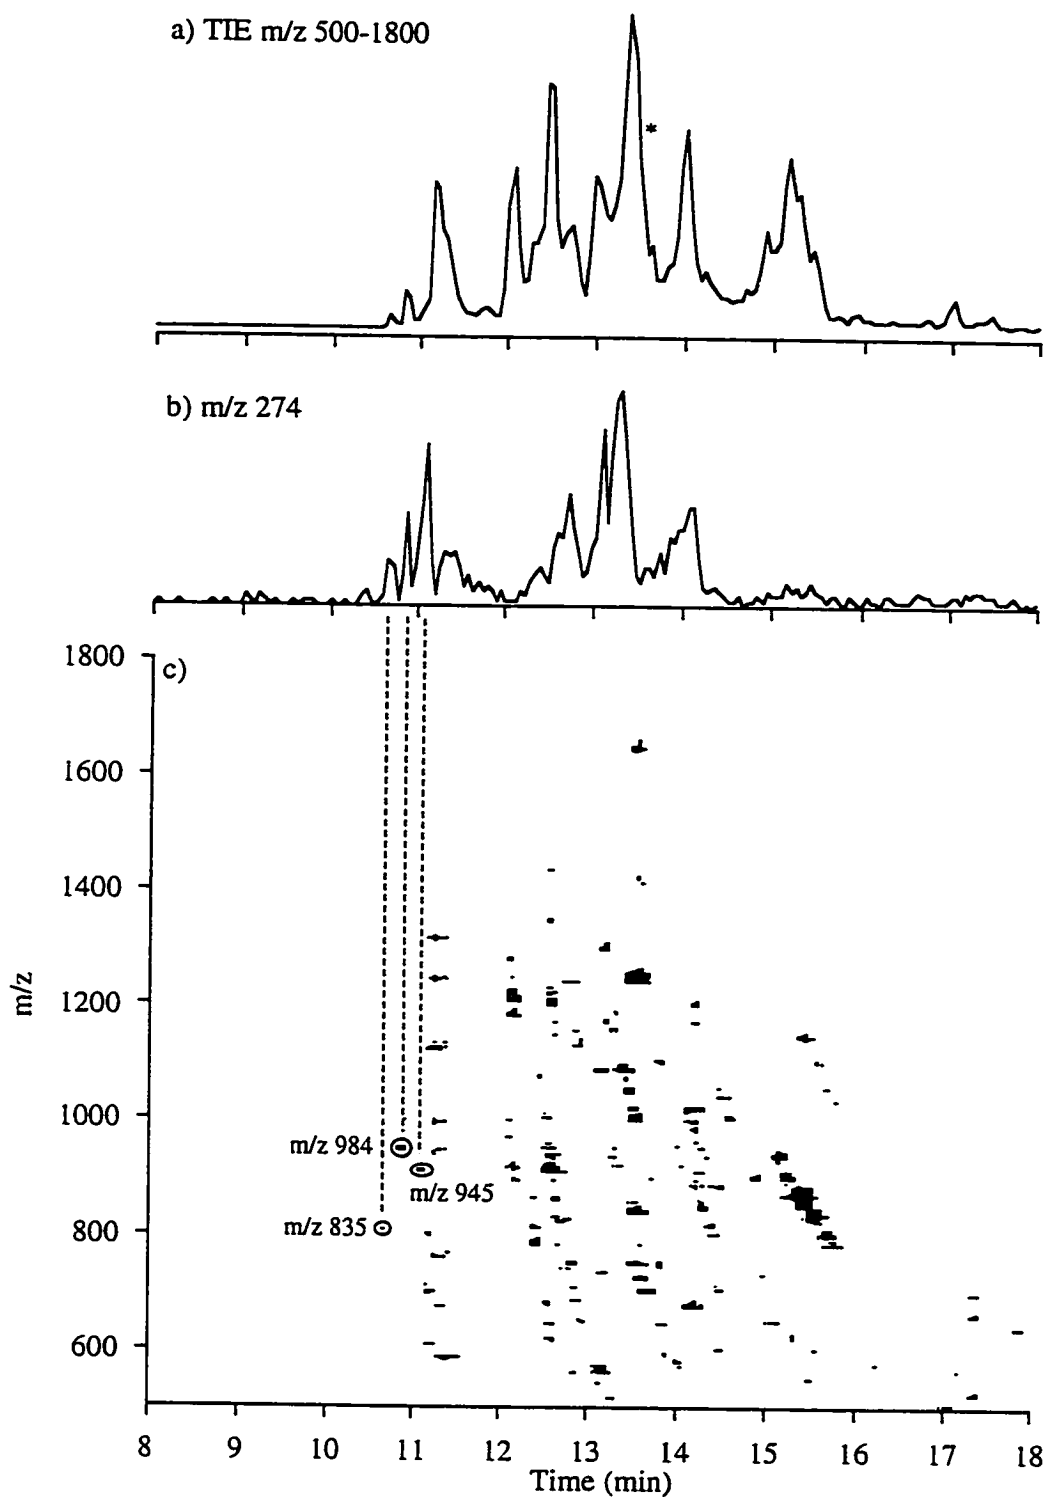 a) TIE m/z 500-1800
*
b) m/z 274
1800
c)
1600
1400
1200
1000
800
600
m/z
m/z 984
m/z 945
m/z 835
8 9 10 11 12 13 14 15 16 17 18
Time (min)